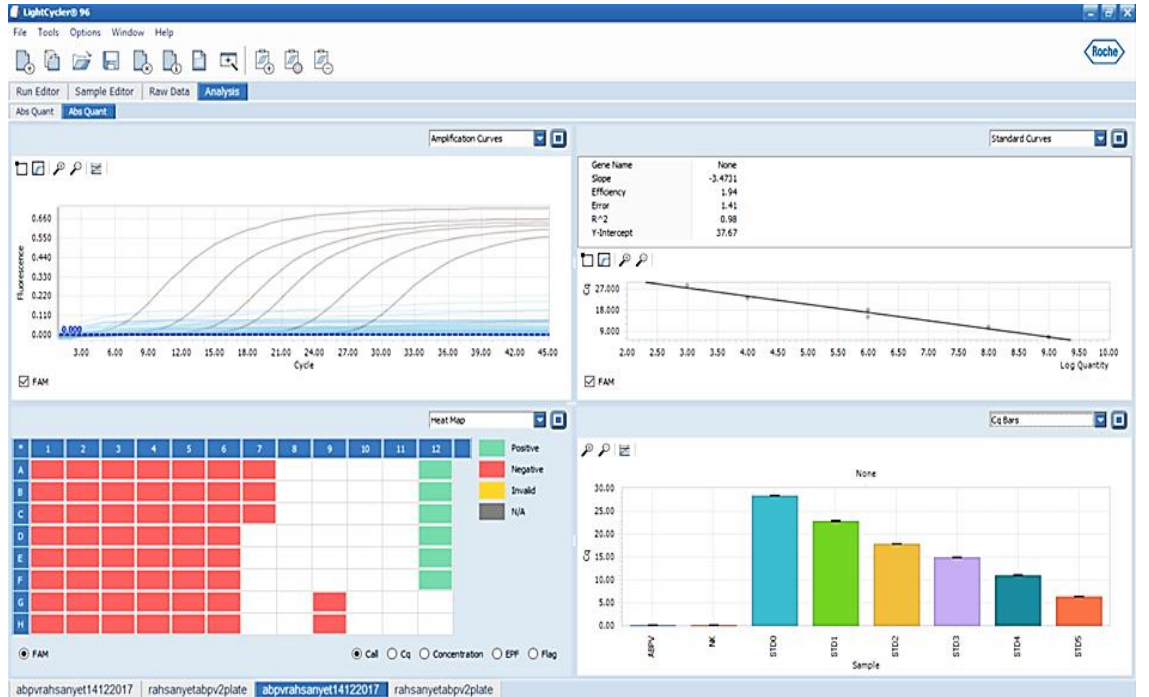 LightCycler® 96
File Tools Options Window Help
Roche
Run Editor Sample Editor Raw Data Analysis
Abs Quant Abs Quant
Amplification Curves
Fluorescence
0.660
0.550
0.440
0.330
0.220
0.110
0.000
0.000
3.00 6.00 9.00 12.00 15.00 18.00 21.00 24.00 27.00 30.00 33.00 36.00 39.00 42.00 45.00
Cycle
FAM
Standard Curves
Gene Name None
Slope -3.4731
Efficiency 1.94
Error 1.41
R^2 0.98
Y-Intercept 37.67
Cq
27.000
18.000
9.000
2.00 2.50 3.00 3.50 4.00 4.50 5.00 5.50 6.00 6.50 7.00 7.50 8.00 8.50 9.00 9.50 10.00
Log Quantity
FAM
Heat Map
* 1 2 3 4 5 6 7 8 9 10 11 12
A
B
C
D
E
F
G
H
Positive
Negative
Invalid
N/A
FAM
Call Cq Concentration EPF Flag
Cq Bars
None
Cq
30.00
25.00
20.00
15.00
10.00
5.00
0.00
ABPV NK STD0 STD1 STD2 STD3 STD4 STD5
Sample
abpvrahsanyet14122017 rahsanyetabpv2plate abpvrahsanyet14122017 rahsanyetabpv2plate